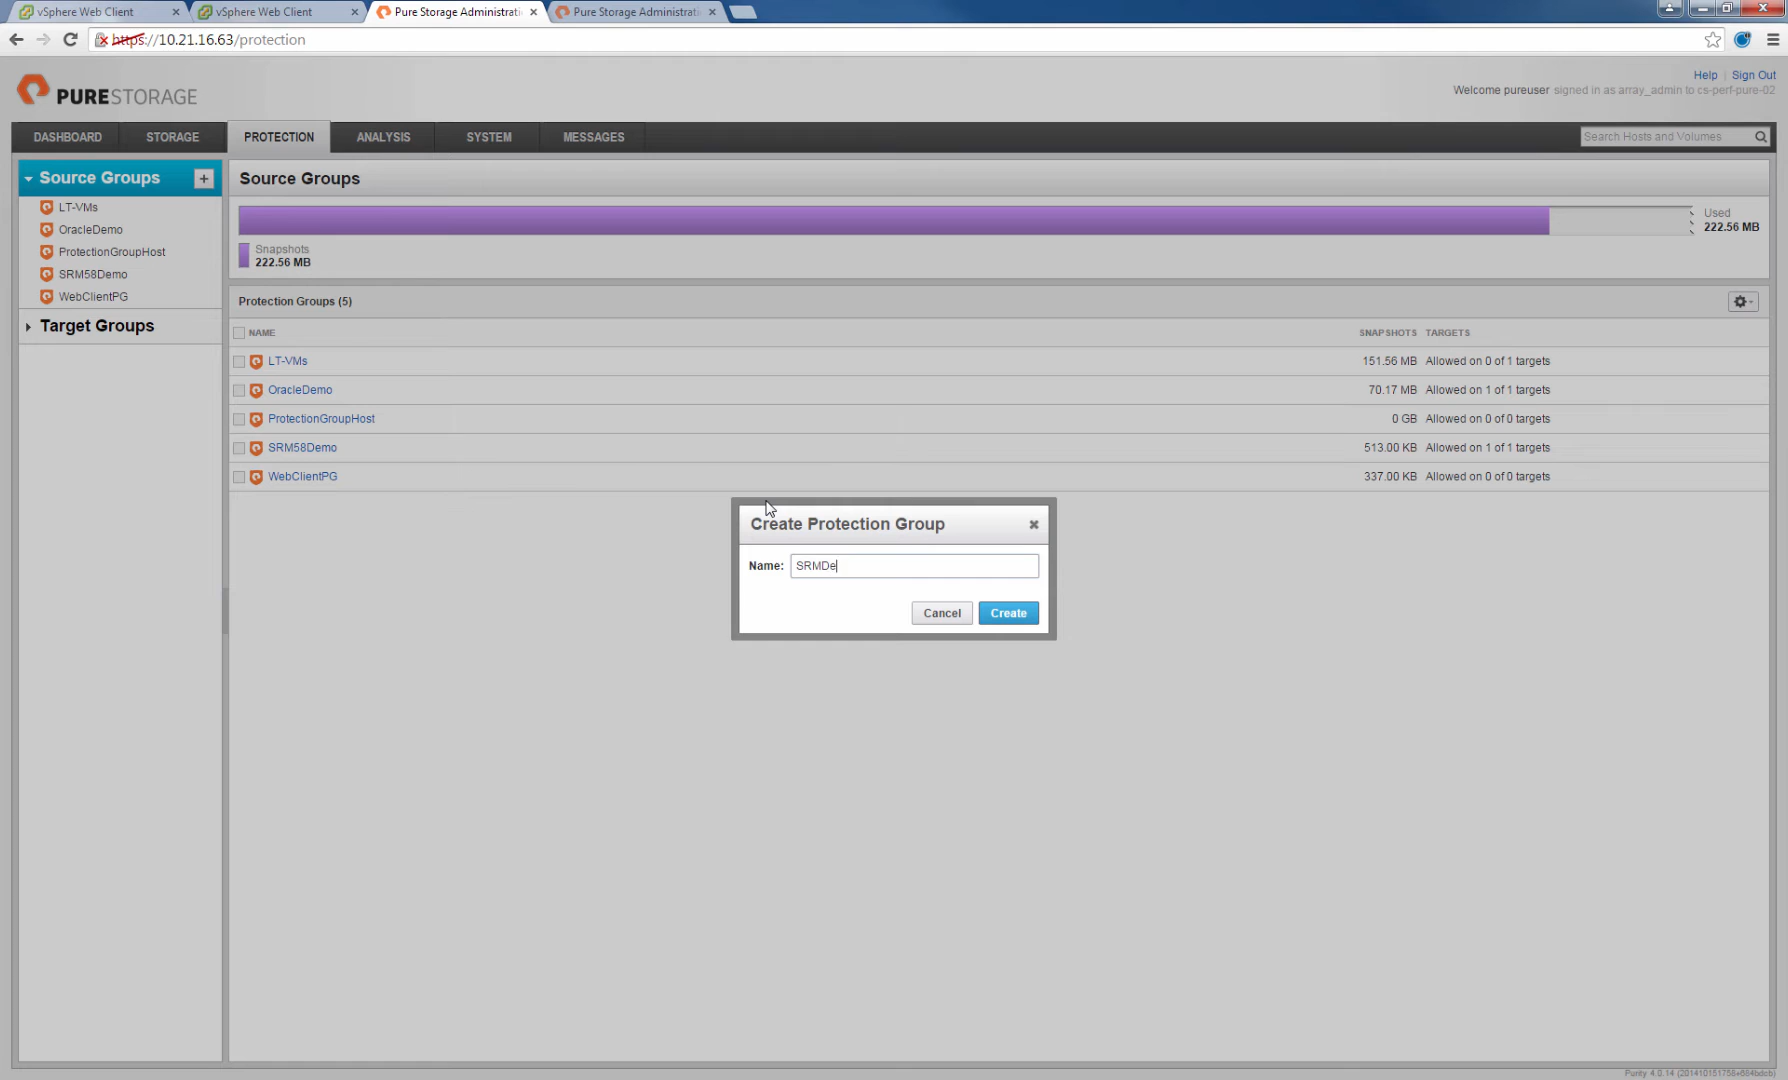 vSphere Web Client
vSphere Web Client
Pure Storage Administrati
Pure Storage Administrati
https://10.21.16.63/protection
PURESTORAGE
Help | Sign Out
Welcome pureuser signed in as array_admin to cs-perf-pure-02
DASHBOARD STORAGE PROTECTION ANALYSIS SYSTEM MESSAGES
Search Hosts and Volumes
Source Groups +
LT-VMs
OracleDemo
ProtectionGroupHost
SRM58Demo
WebClientPG
Target Groups
Source Groups
Used
222.56 MB
Snapshots
222.56 MB
Protection Groups (5)
NAME SNAPSHOTS TARGETS
LT-VMs 151.56 MB Allowed on 0 of 1 targets
OracleDemo 70.17 MB Allowed on 1 of 1 targets
ProtectionGroupHost 0 GB Allowed on 0 of 0 targets
SRM58Demo 513.00 KB Allowed on 1 of 1 targets
WebClientPG 337.00 KB Allowed on 0 of 0 targets
Create Protection Group
Name: SRMDe
Cancel Create
Purity 4.0.14